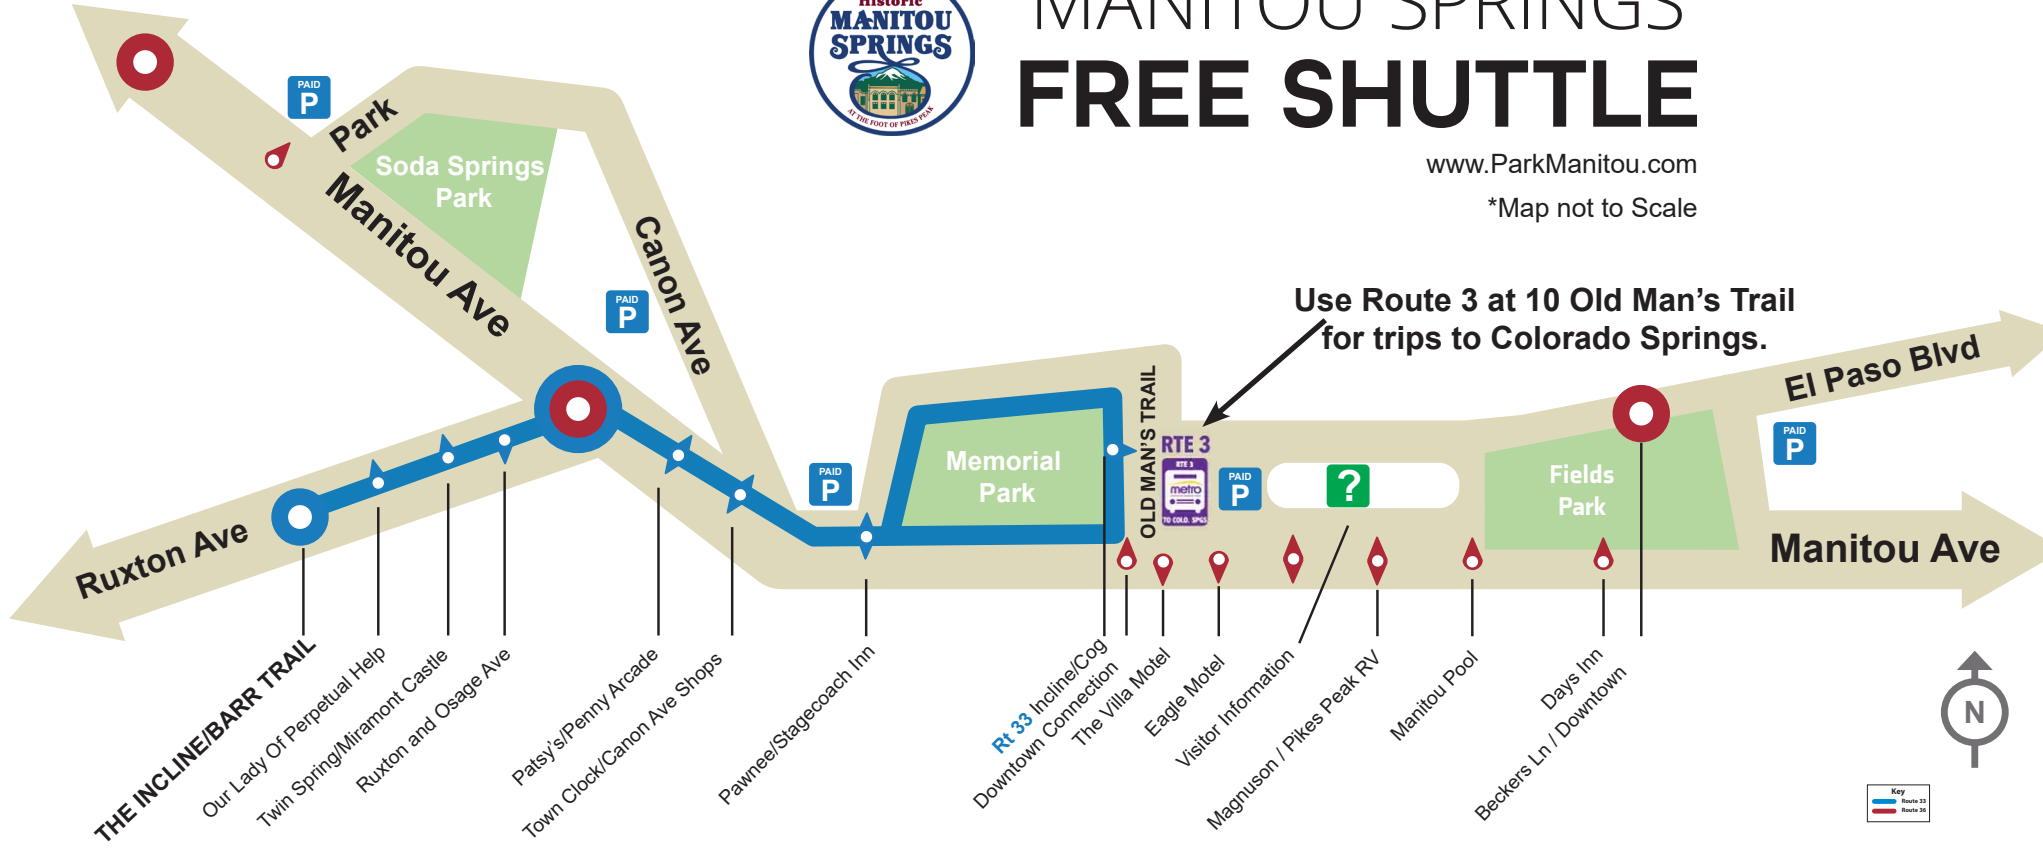 Historic
MANITOU
SPRINGS
AT THE FOOT OF PIKES PEAK
MANITOU SPRINGS
FREE SHUTTLE
www.ParkManitou.com
*Map not to Scale
PAID
P
Park
Soda Springs
Park
Manitou Ave
Canon Ave
PAID
P
Use Route 3 at 10 Old Man’s Trail
for trips to Colorado Springs.
El Paso Blvd
OLD MAN’S TRAIL
RTE 3
RTE 3
metro
TO COLO. SPGS
PAID
P
Memorial
Park
PAID
P
?
Fields
Park
PAID
P
Ruxton Ave
Manitou Ave
THE INCLINE/BARR TRAIL
Our Lady Of Perpetual Help
Twin Spring/Miramont Castle
Ruxton and Osage Ave
Patsy’s/Penny Arcade
Town Clock/Canon Ave Shops
Pawnee/Stagecoach Inn
Rt 33 Incline/Cog
Downtown Connection
The Villa Motel
Eagle Motel
Visitor Information
Magnuson / Pikes Peak RV
Manitou Pool
Days Inn
Beckers Ln / Downtown
N
Key
Route 33
Route 36